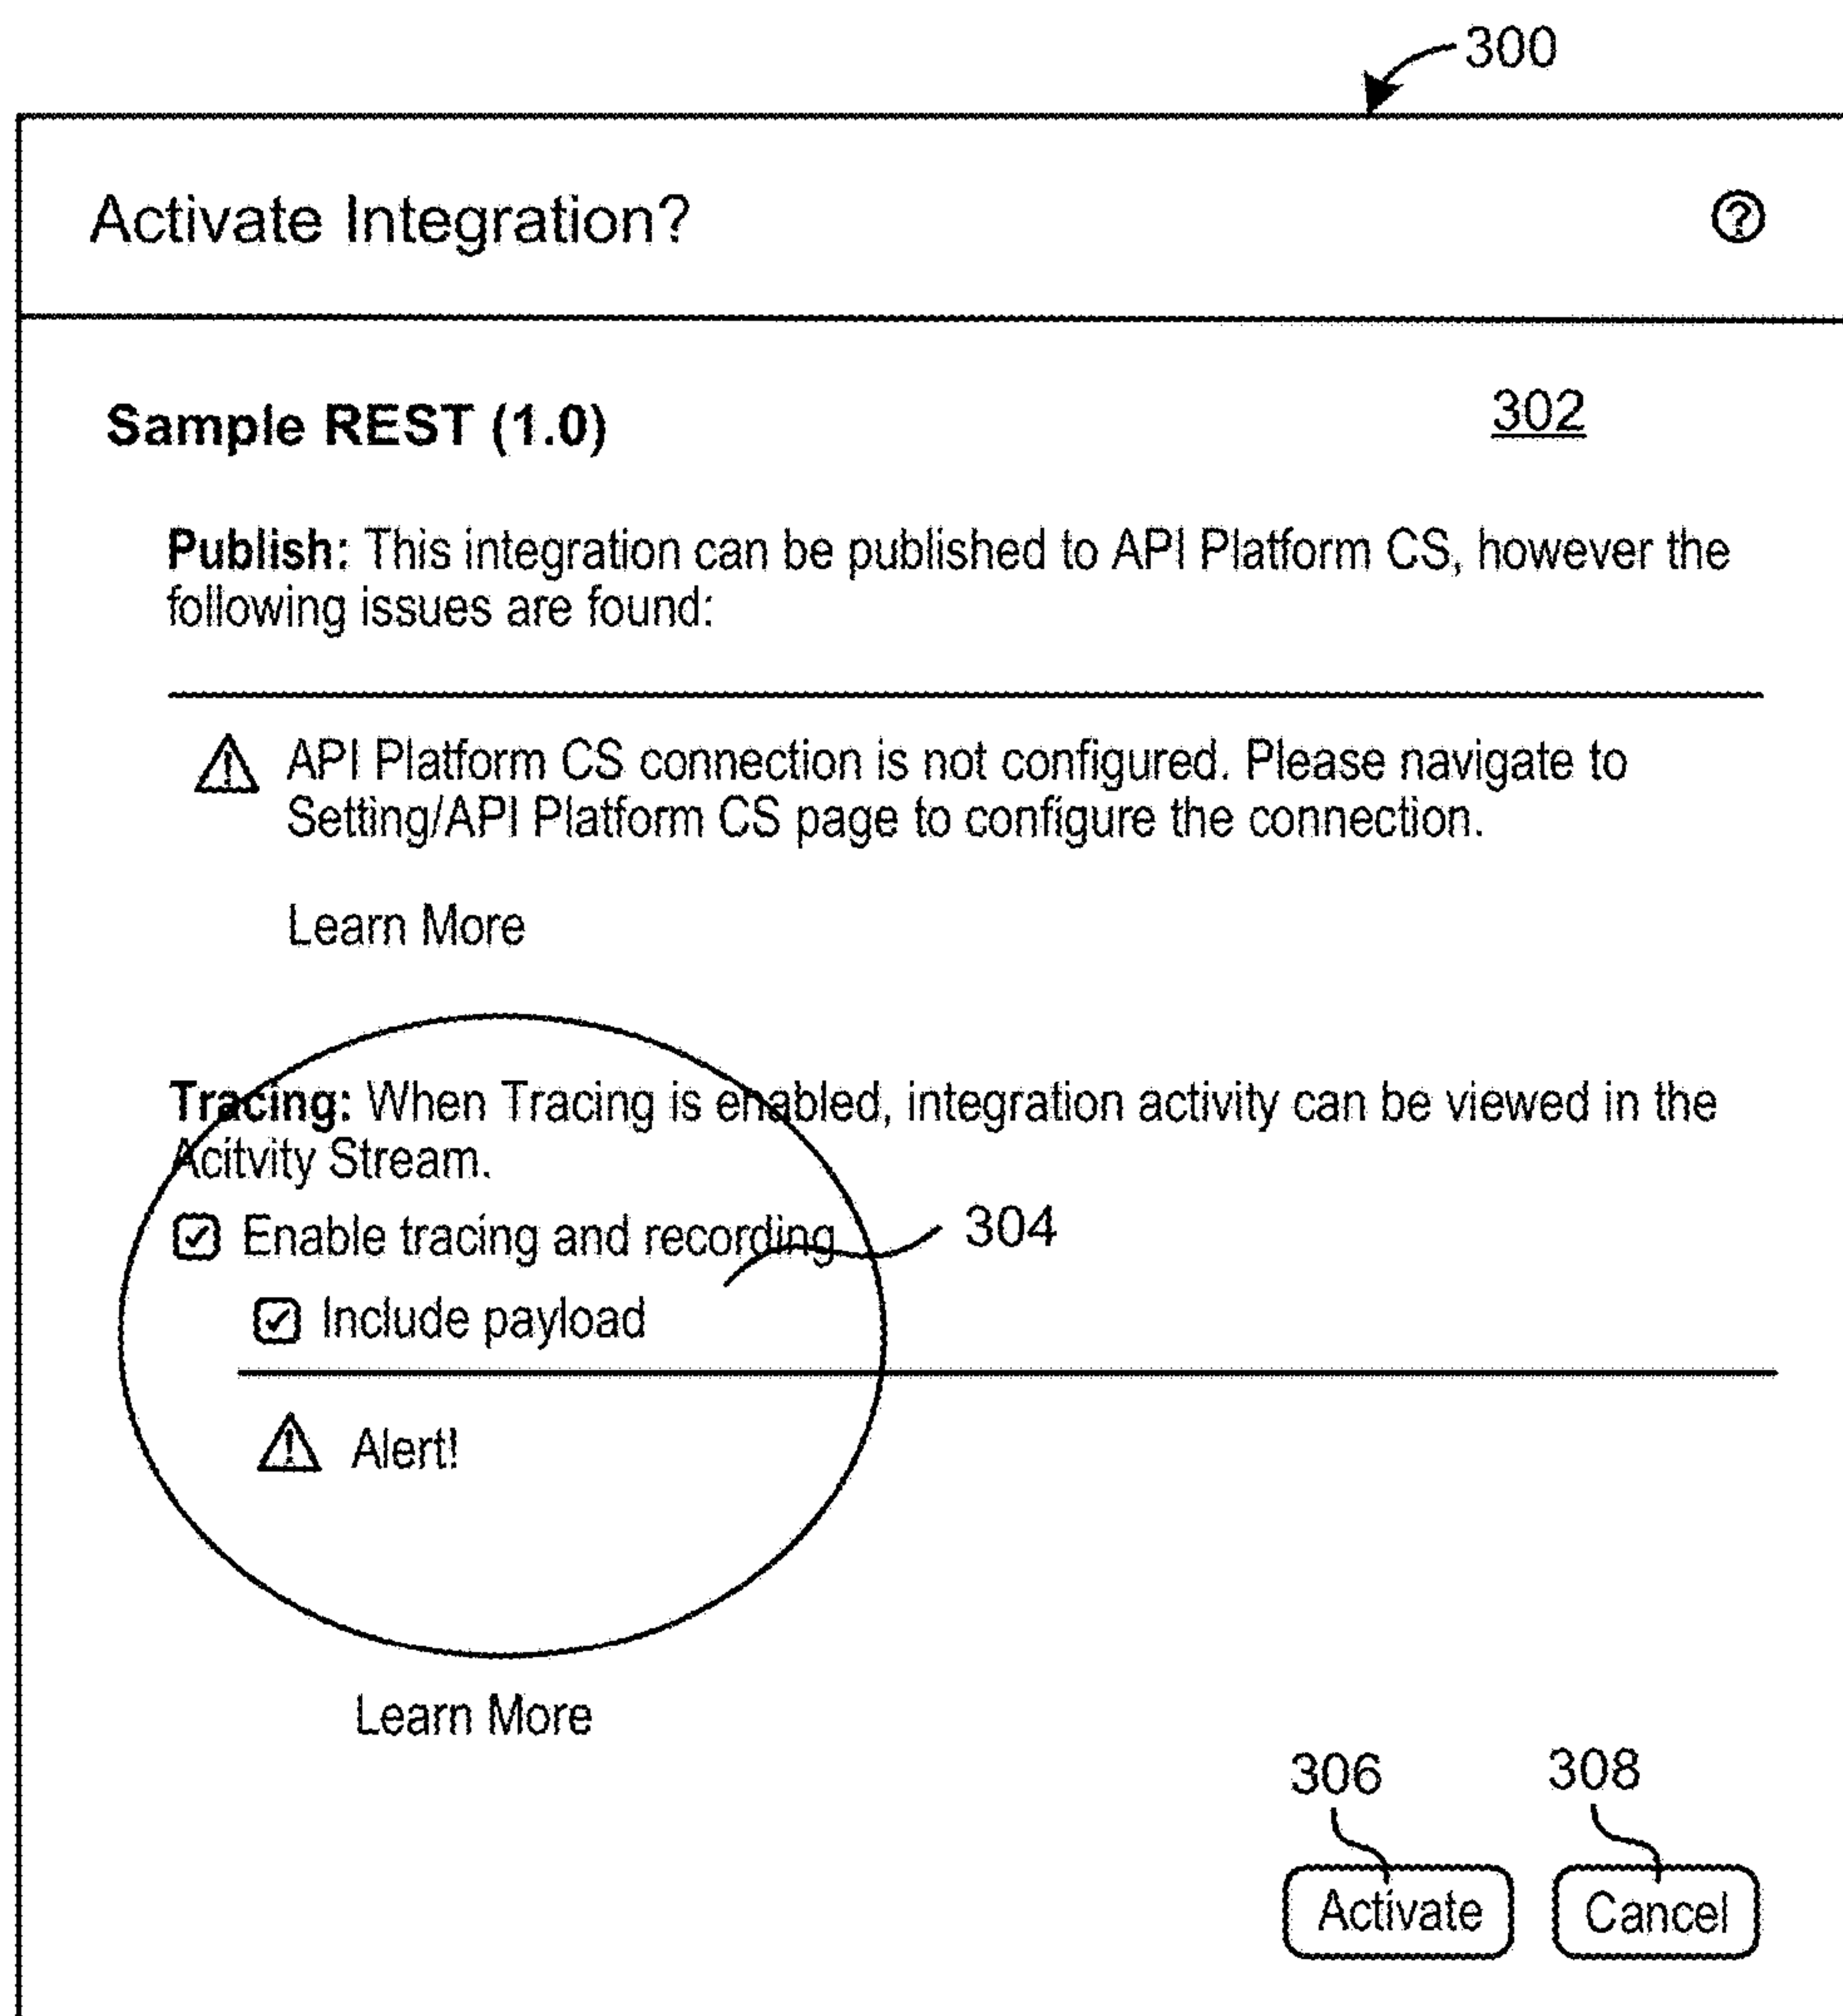 300
Activate Integration?
Sample REST (1.0)
302
Publish: This integration can be published to API Platform CS, however the
following issues are found:
API Platform CS connection is not configured. Please navigate to
Setting/API Platform CS page to configure the connection.
Learn More
Tracing: When Tracing is enabled, integration activity can be viewed in the
Acitvity Stream.
Enable tracing and recording
304
Include payload
Alert!
Learn More
306
308
Activate
Cancel